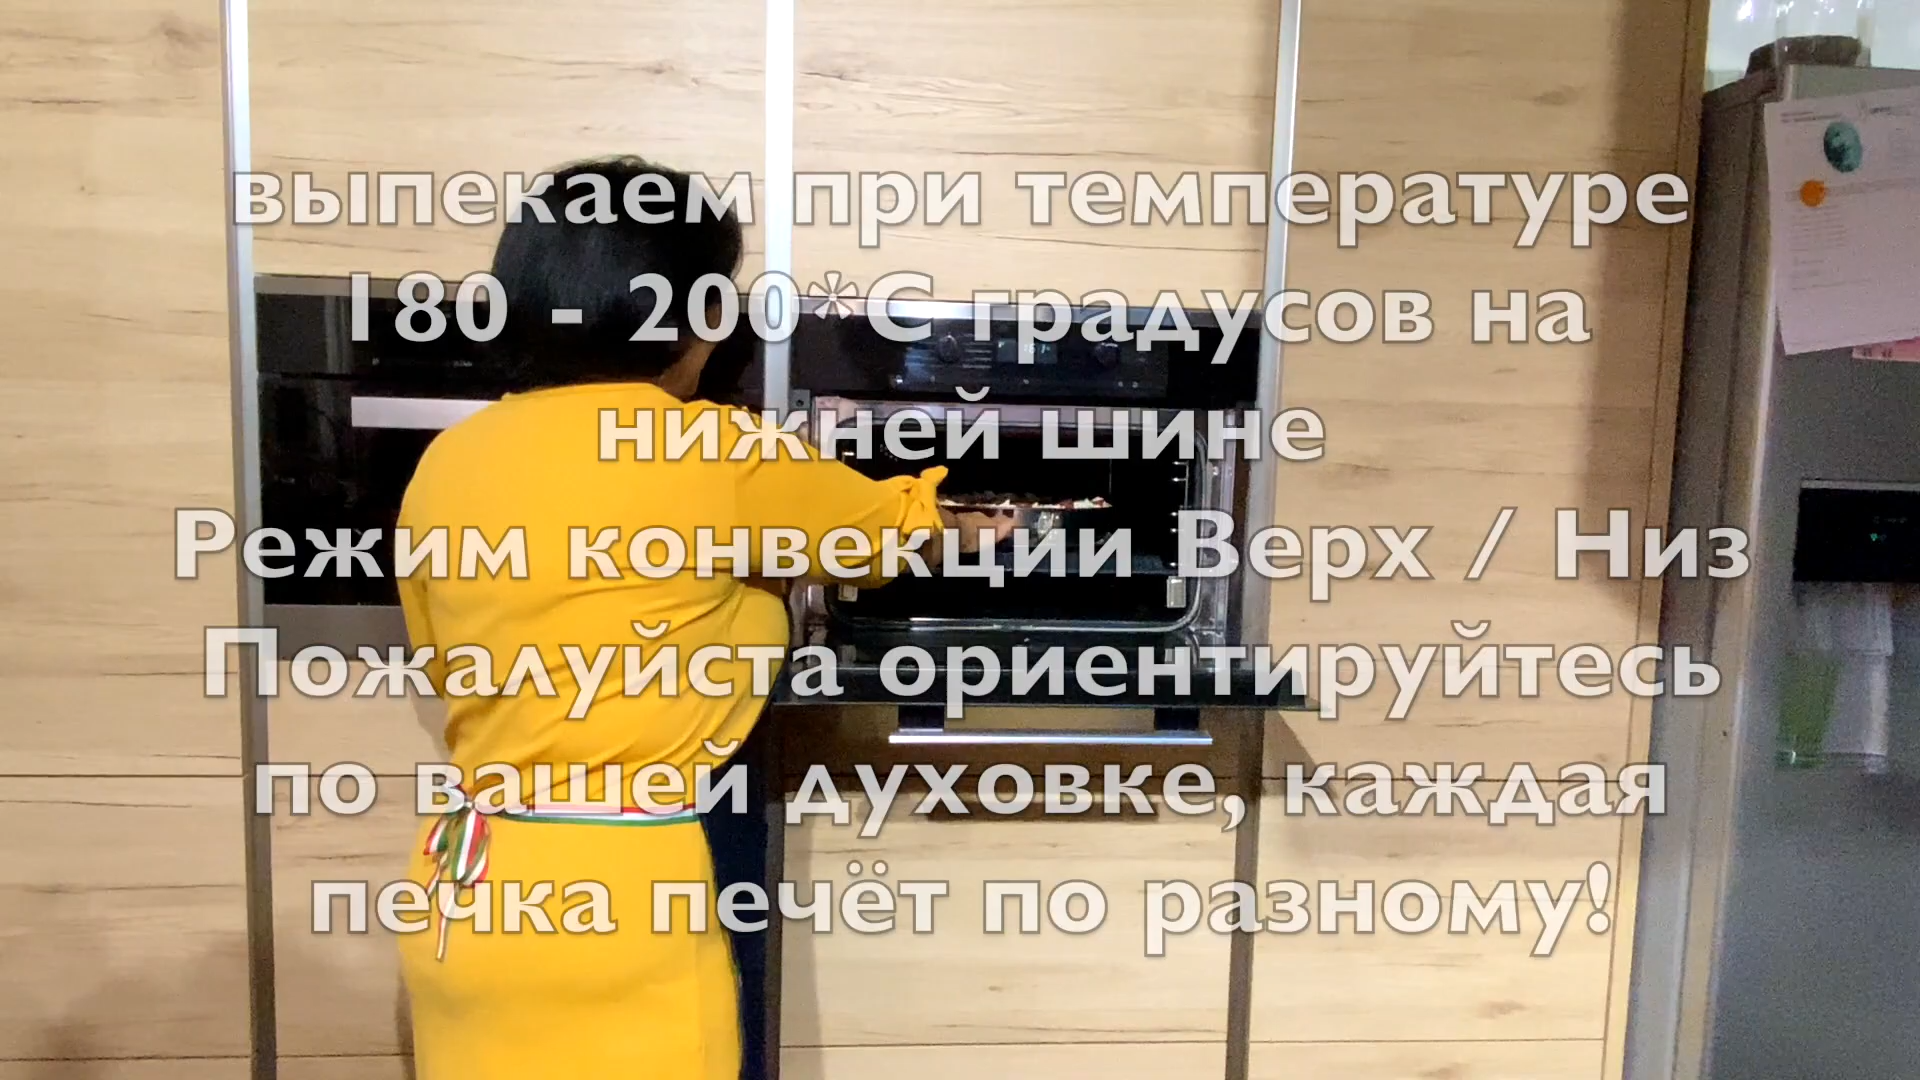 выпекаем при температуре
180 - 200*С градусов на
нижней шине
Режим конвекции Верх / Низ
Пожалуйста ориентируйтесь
по вашей духовке, каждая
печка печёт по разному!